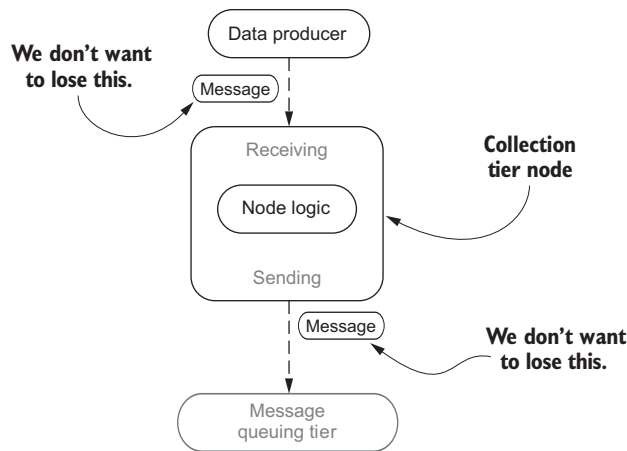 Data producer
We don't want
to lose this.
Message
Receiving
Collection
tier node
Node logic
Sending
Message
We don't want
to lose this.
Message
queuing tier